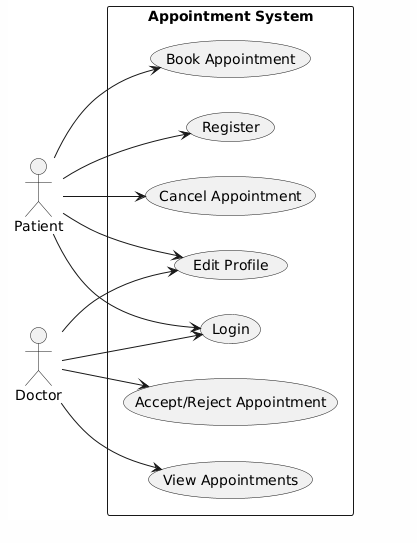 Appointment System
Book Appointment
Register
Cancel Appointment
Patient
Edit Profile
Login
Doctor
Accept/Reject Appointment
View Appointments